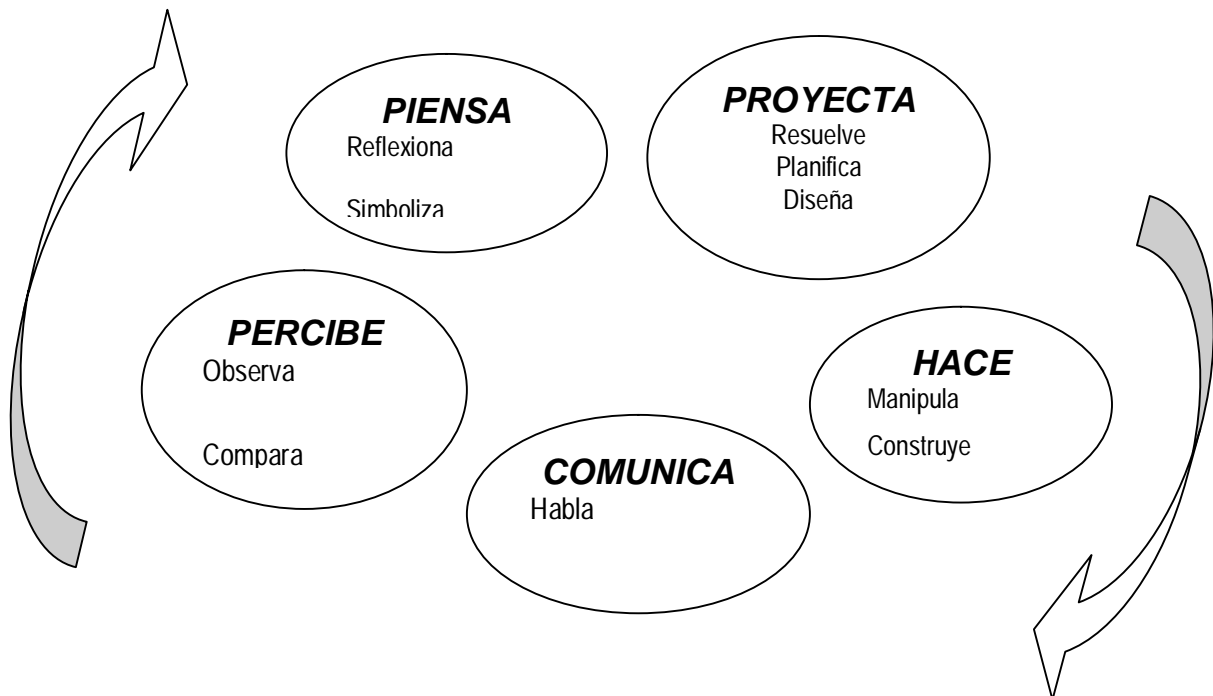 PIENSA
Reflexiona
Simboliza
PROYECTA
Resuelve
Planifica
Diseña
PERCIBE
Observa
Compara
HACE
Manipula
Construye
COMUNICA
Habla